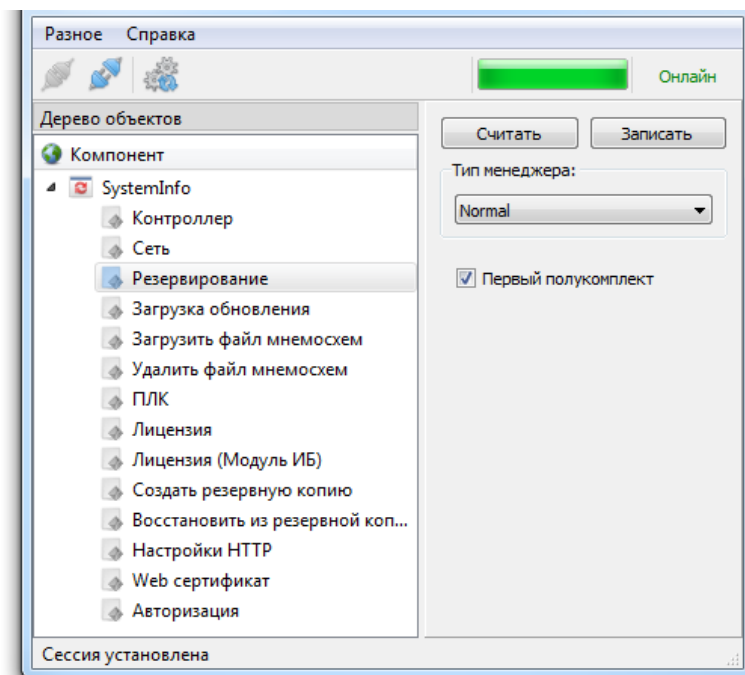 Разное Справка
Онлайн
Дерево объектов
Компонент
SystemInfo
Контроллер
Сеть
Резервирование
Загрузка обновления
Загрузить файл мнемосхем
Удалить файл мнемосхем
ПЛК
Лицензия
Лицензия (Модуль ИБ)
Создать резервную копию
Восстановить из резервной коп...
Настройки HTTP
Web сертификат
Авторизация
Считать Записать
Тип менеджера:
Normal
Первый полукомплект
Сессия установлена